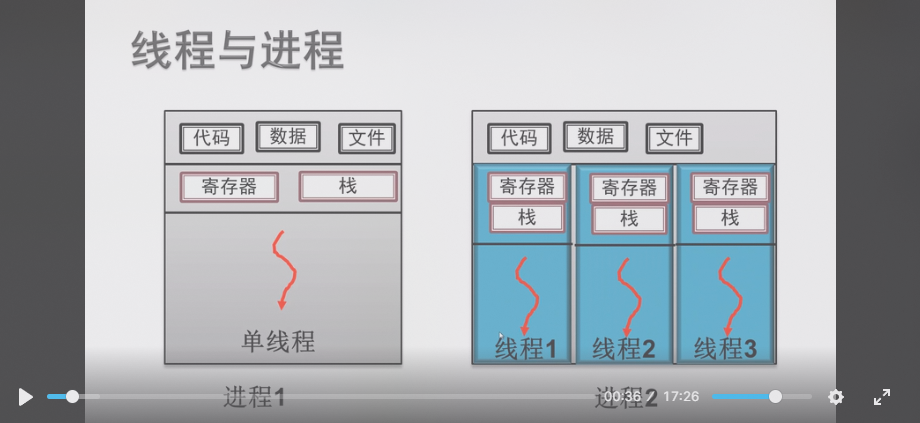 线程与进程
代码 数据 文件
寄存器 栈
单线程
进程1
代码 数据 文件
寄存器 寄存器 寄存器
栈 栈 栈
线程1 线程2 线程3
进程2
00:36 / 17:26